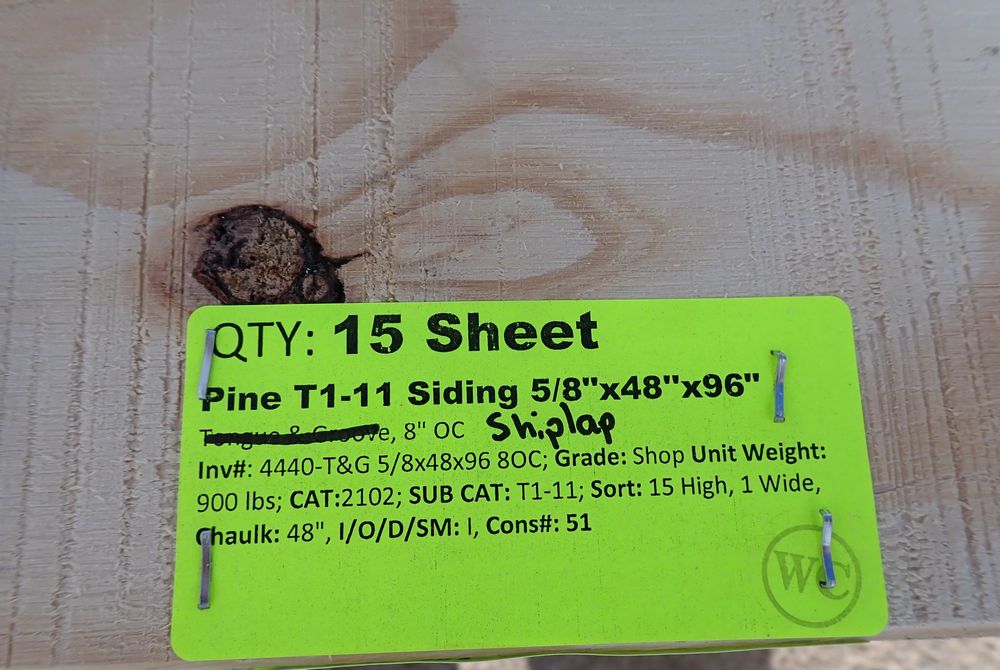 QTY: 15 Sheet
Pine T1-11 Siding 5/8"x48"x96"
Tongue & Groove, 8" OC Shiplap
Inv#: 4440-T&G 5/8x48x96 8OC; Grade: Shop Unit Weight:
900 lbs; CAT:2102; SUB CAT: T1-11; Sort: 15 High, 1 Wide,
Chaulk: 48", I/O/D/SM: I, Cons#: 51
WC